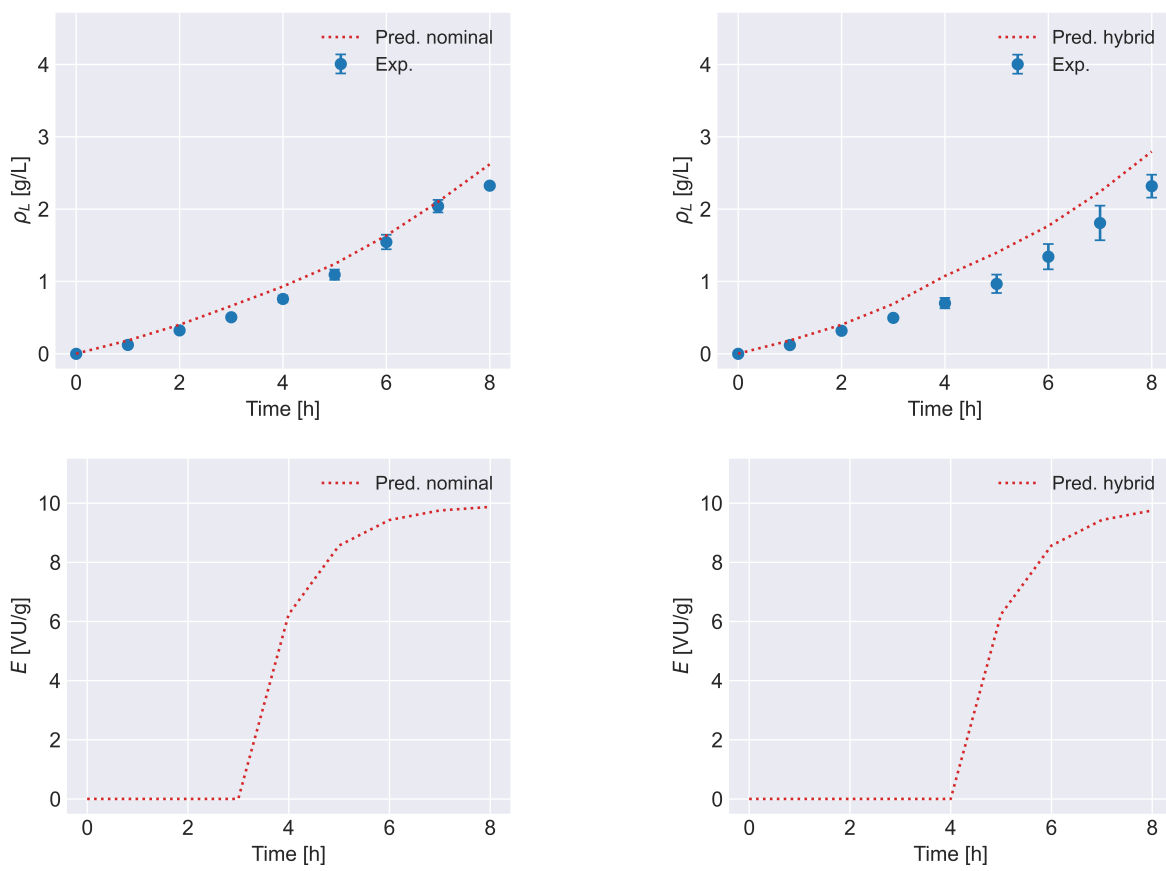 Pred. nominal
Exp.
4
3
2
1
0
ρL [g/L]
0 2 4 6 8
Time [h]
Pred. hybrid
Exp.
4
3
2
1
0
ρL [g/L]
0 2 4 6 8
Time [h]
Pred. nominal
10
8
6
4
2
0
E [VU/g]
0 2 4 6 8
Time [h]
Pred. hybrid
10
8
6
4
2
0
E [VU/g]
0 2 4 6 8
Time [h]